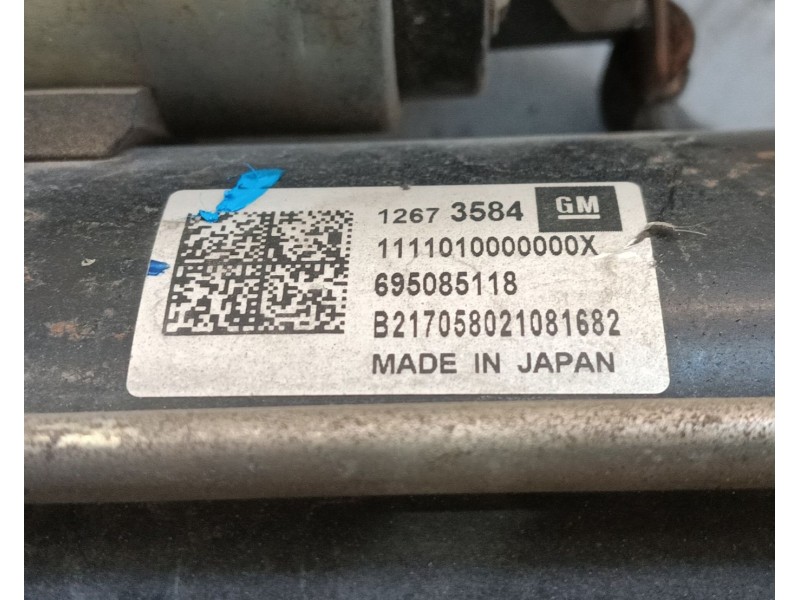 1267 3584 GM
1111010000000X
695085118
B217058021081682
MADE IN JAPAN